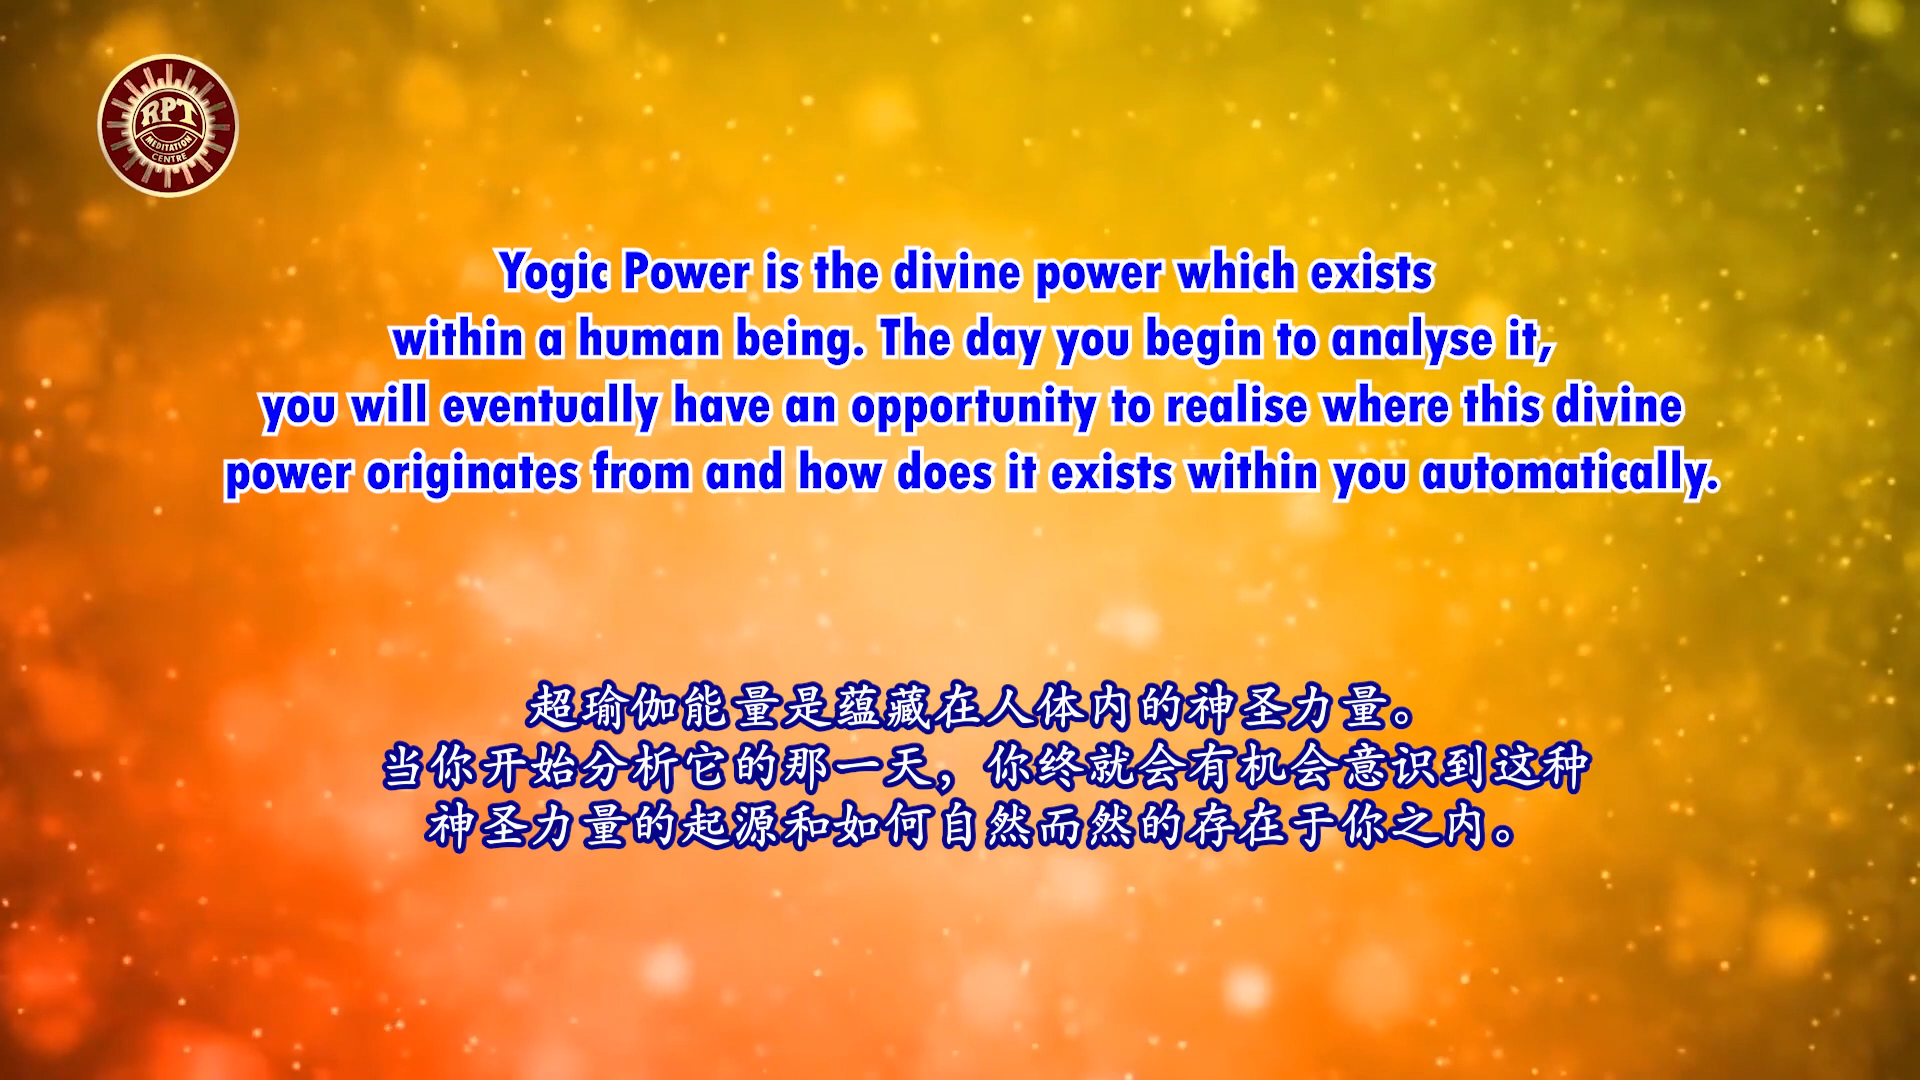 RPT
MEDITATION
CENTRE
Yogic Power is the divine power which exists
within a human being. The day you begin to analyse it,
you will eventually have an opportunity to realise where this divine
power originates from and how does it exists within you automatically.
超瑜伽能量是蕴藏在人体内的神圣力量。
当你开始分析它的那一天，你终就会有机会意识到这种
神圣力量的起源和如何自然而然的存在于你之内。